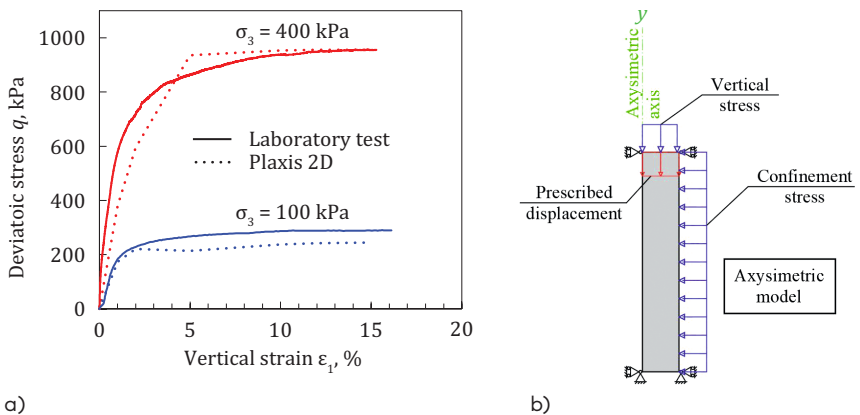 Deviatoic stress q, kPa
1000
800
600
400
200
0
σ3 = 400 kPa
Laboratory test
Plaxis 2D
σ3 = 100 kPa
0
5
10
15
20
Vertical strain ε1, %
a)
y
Axysimetric
axis
Vertical
stress
Prescribed
displacement
Confinement
stress
Axysimetric
model
b)